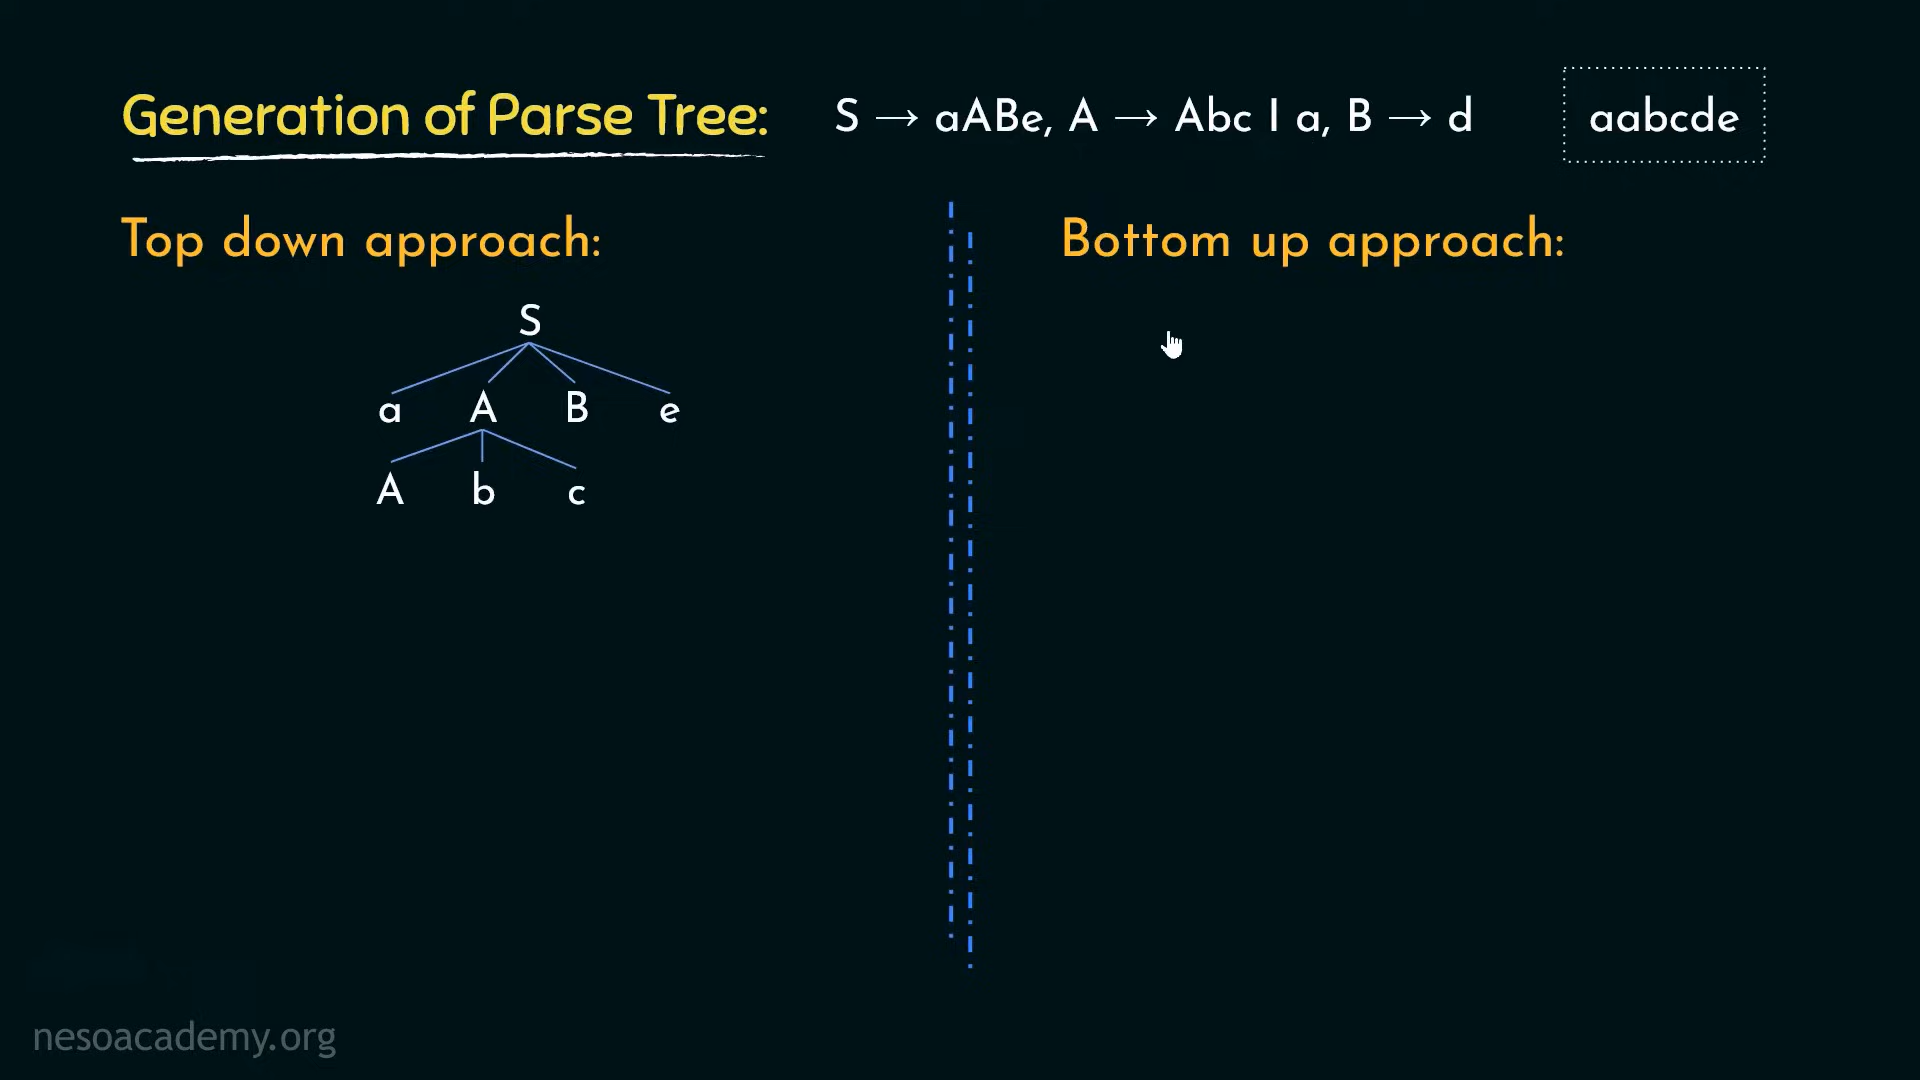 Generation of Parse Tree: S → aABe, A → Abc I a, B → d aabcde
Top down approach:
Bottom up approach:
S
a A B e
A b c
nesoacademy.org